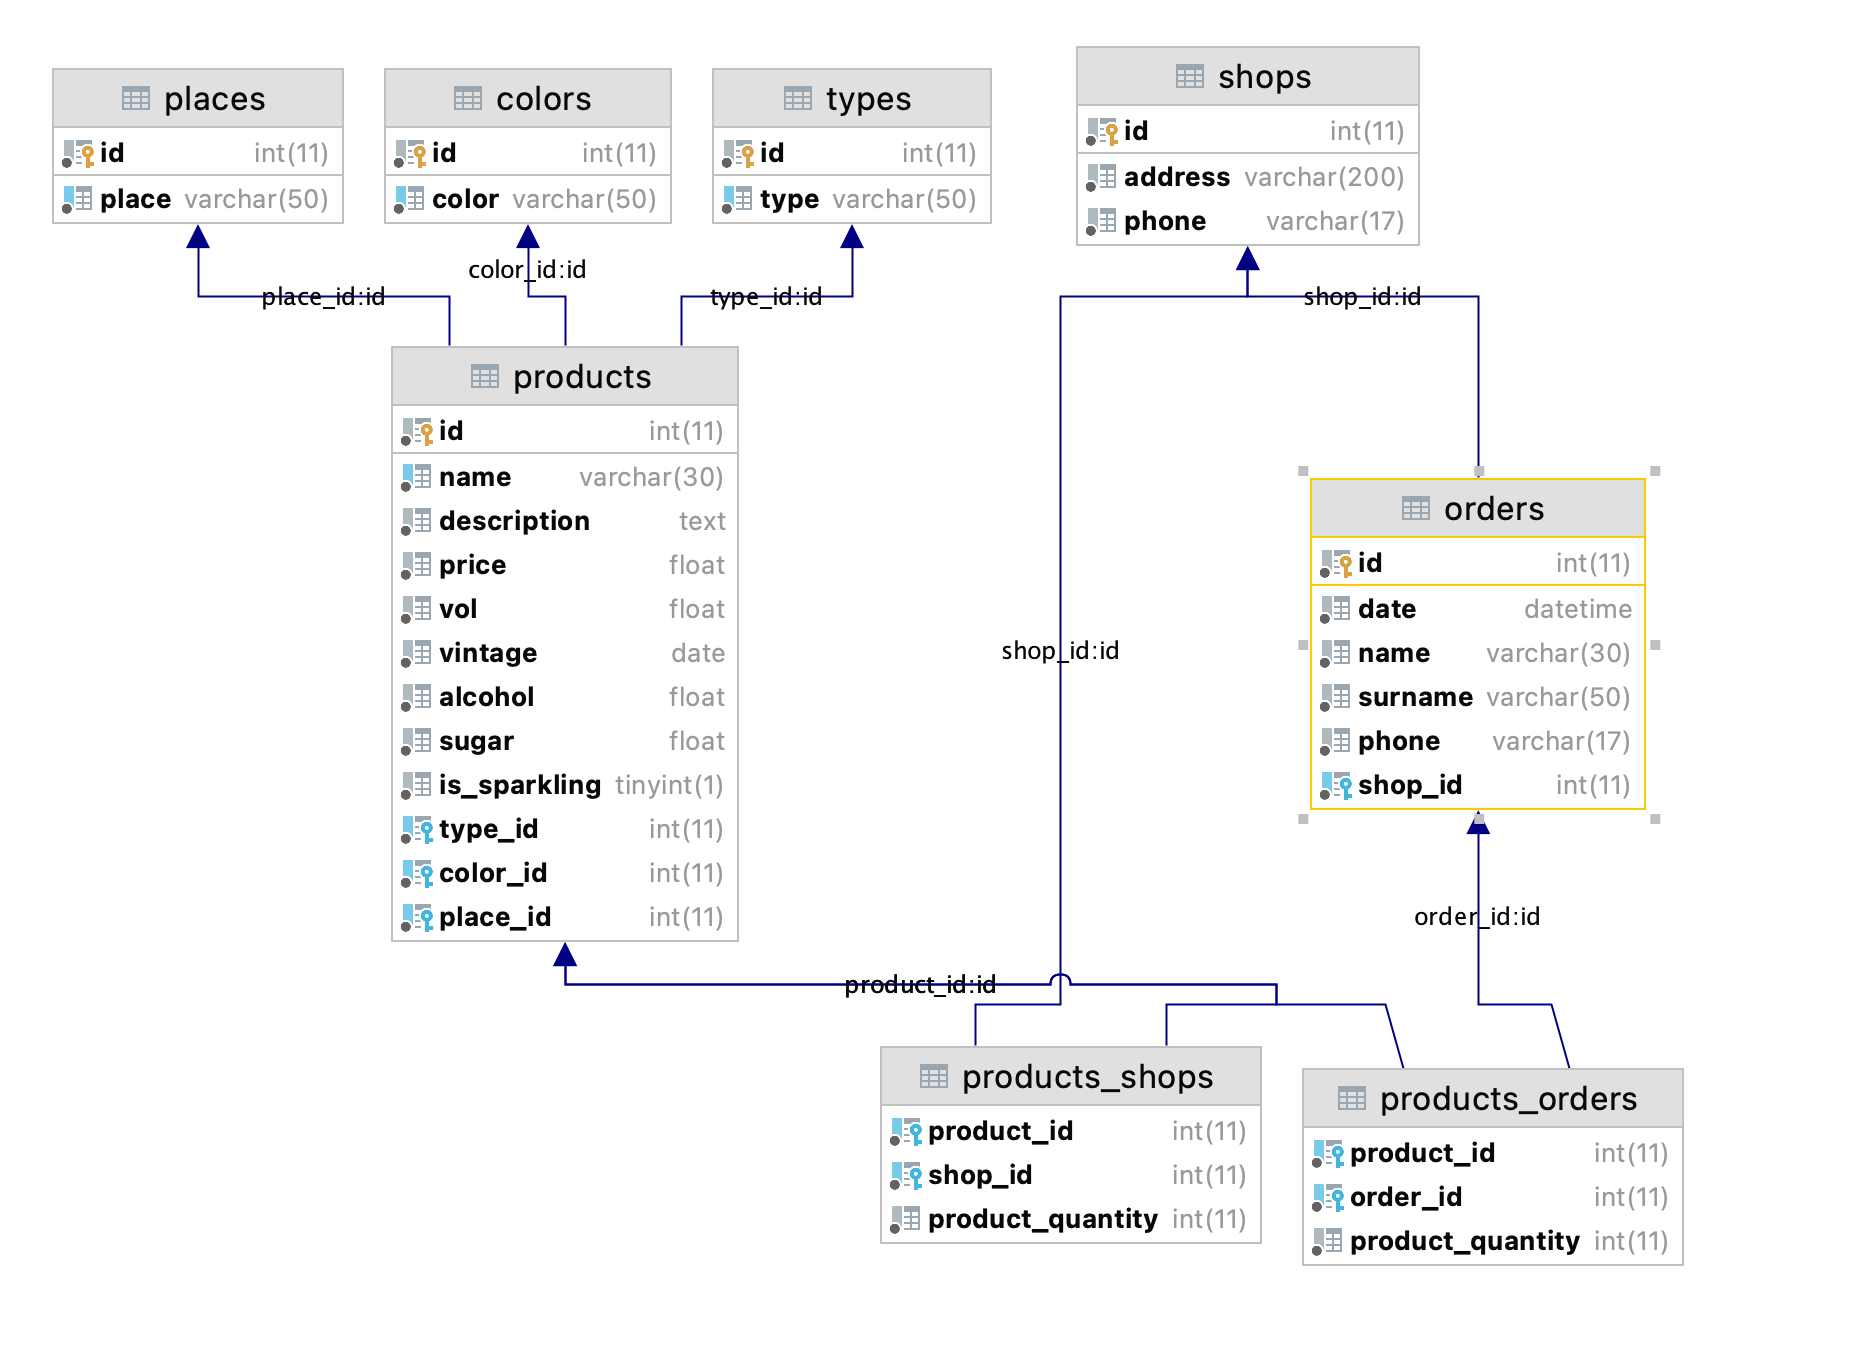 places
id int(11)
place varchar(50)
colors
id int(11)
color varchar(50)
types
id int(11)
type varchar(50)
shops
id int(11)
address varchar(200)
phone varchar(17)
color_id:id
place_id:id
type_id:id
shop_id:id
products
id int(11)
name varchar(30)
description text
price float
vol float
vintage date
alcohol float
sugar float
is_sparkling tinyint(1)
type_id int(11)
color_id int(11)
place_id int(11)
shop_id:id
orders
id int(11)
date datetime
name varchar(30)
surname varchar(50)
phone varchar(17)
shop_id int(11)
order_id:id
product_id:id
products_shops
product_id int(11)
shop_id int(11)
product_quantity int(11)
products_orders
product_id int(11)
order_id int(11)
product_quantity int(11)